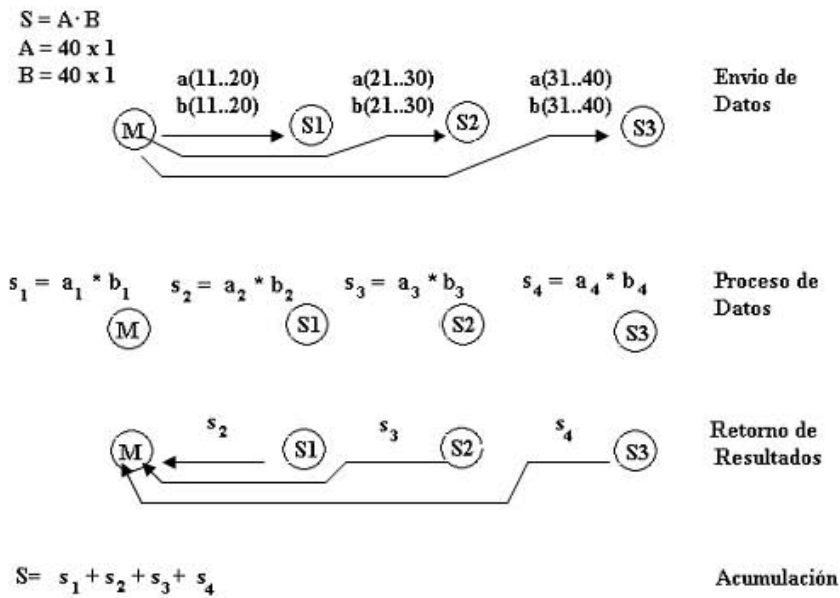 S = A · B
A = 40 x 1
B = 40 x 1
a(11..20) a(21..30) a(31..40) Envio de
b(11..20) b(21..30) b(31..40) Datos
M S1 S2 S3
s1 = a1 * b1 s2 = a2 * b2 s3 = a3 * b3 s4 = a4 * b4 Proceso de
Datos
M S1 S2 S3
s2 s3 s4 Retorno de
M S1 S2 S3 Resultados
S= s1 + s2 + s3 + s4 Acumulación